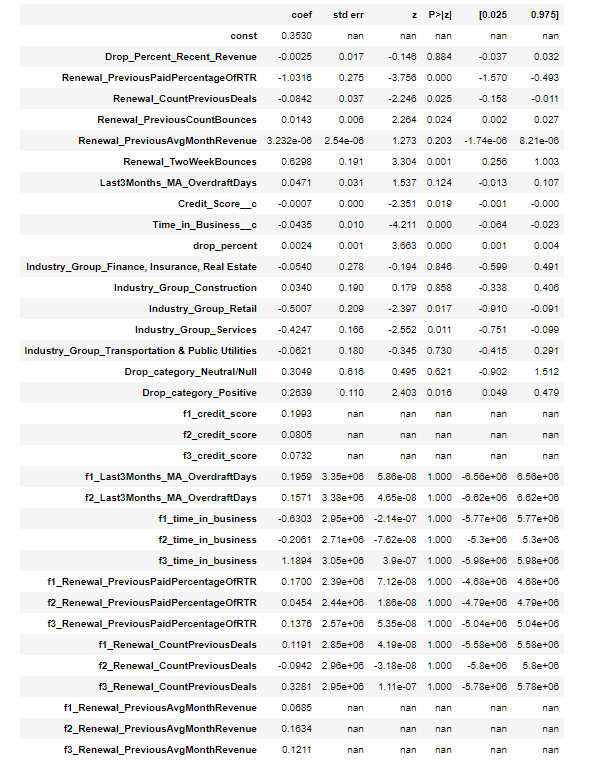 coef std err z P>|z| [0.025 0.975]
const 0.3530 nan nan nan nan nan
Drop_Percent_Recent_Revenue -0.0025 0.017 -0.146 0.884 -0.037 0.032
Renewal_PreviousPaidPercentageOfRTR -1.0316 0.275 -3.756 0.000 -1.570 -0.493
Renewal_CountPreviousDeals -0.0842 0.037 -2.246 0.025 -0.158 -0.011
Renewal_PreviousCountBounces 0.0143 0.006 2.264 0.024 0.002 0.027
Renewal_PreviousAvgMonthRevenue 3.232e-06 2.54e-06 1.273 0.203 -1.74e-06 8.21e-06
Renewal_TwoWeekBounces 0.6298 0.191 3.304 0.001 0.256 1.003
Last3Months_MA_OverdraftDays 0.0471 0.031 1.537 0.124 -0.013 0.107
Credit_Score__c -0.0007 0.000 -2.351 0.019 -0.001 -0.000
Time_in_Business__c -0.0435 0.010 -4.211 0.000 -0.064 -0.023
drop_percent 0.0024 0.001 3.663 0.000 0.001 0.004
Industry_Group_Finance, Insurance, Real Estate -0.0540 0.278 -0.194 0.846 -0.599 0.491
Industry_Group_Construction 0.0340 0.190 0.179 0.858 -0.338 0.406
Industry_Group_Retail -0.5007 0.209 -2.397 0.017 -0.910 -0.091
Industry_Group_Services -0.4247 0.166 -2.552 0.011 -0.751 -0.099
Industry_Group_Transportation & Public Utilities -0.0621 0.180 -0.345 0.730 -0.415 0.291
Drop_category_Neutral/Null 0.3049 0.616 0.495 0.621 -0.902 1.512
Drop_category_Positive 0.2639 0.110 2.403 0.016 0.049 0.479
f1_credit_score 0.1993 nan nan nan nan nan
f2_credit_score 0.0805 nan nan nan nan nan
f3_credit_score 0.0732 nan nan nan nan nan
f1_Last3Months_MA_OverdraftDays 0.1959 3.35e+06 5.86e-08 1.000 -6.56e+06 6.56e+06
f2_Last3Months_MA_OverdraftDays 0.1571 3.38e+06 4.65e-08 1.000 -6.62e+06 6.62e+06
f1_time_in_business -0.6303 2.95e+06 -2.14e-07 1.000 -5.77e+06 5.77e+06
f2_time_in_business -0.2061 2.71e+06 -7.62e-08 1.000 -5.3e+06 5.3e+06
f3_time_in_business 1.1894 3.05e+06 3.9e-07 1.000 -5.98e+06 5.98e+06
f1_Renewal_PreviousPaidPercentageOfRTR 0.1700 2.39e+06 7.12e-08 1.000 -4.68e+06 4.68e+06
f2_Renewal_PreviousPaidPercentageOfRTR 0.0454 2.44e+06 1.86e-08 1.000 -4.79e+06 4.79e+06
f3_Renewal_PreviousPaidPercentageOfRTR 0.1376 2.57e+06 5.35e-08 1.000 -5.04e+06 5.04e+06
f1_Renewal_CountPreviousDeals 0.1191 2.85e+06 4.19e-08 1.000 -5.58e+06 5.58e+06
f2_Renewal_CountPreviousDeals -0.0942 2.96e+06 -3.18e-08 1.000 -5.8e+06 5.8e+06
f3_Renewal_CountPreviousDeals 0.3281 2.95e+06 1.11e-07 1.000 -5.78e+06 5.78e+06
f1_Renewal_PreviousAvgMonthRevenue 0.0685 nan nan nan nan nan
f2_Renewal_PreviousAvgMonthRevenue 0.1634 nan nan nan nan nan
f3_Renewal_PreviousAvgMonthRevenue 0.1211 nan nan nan nan nan